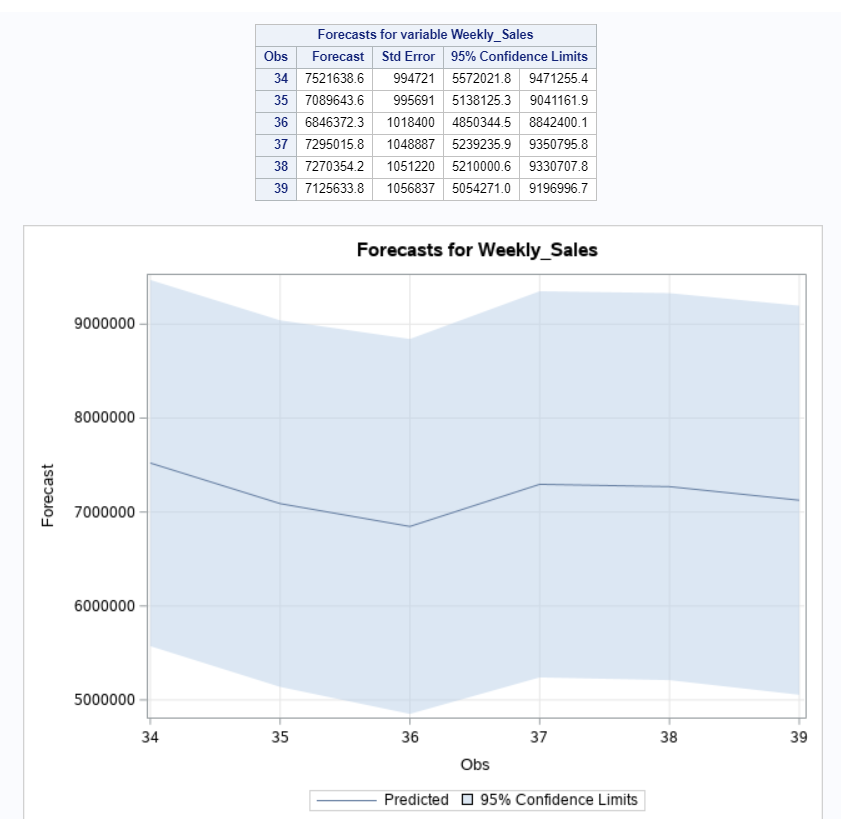 Forecasts for variable Weekly_Sales
Obs Forecast Std Error 95% Confidence Limits
34 7521638.6 994721 5572021.8 9471255.4
35 7089643.6 995691 5138125.3 9041161.9
36 6846372.3 1018400 4850344.5 8842400.1
37 7295015.8 1048887 5239235.9 9350795.8
38 7270354.2 1051220 5210000.6 9330707.8
39 7125633.8 1056837 5054271.0 9196996.7
Forecasts for Weekly_Sales
9000000
8000000
7000000
6000000
5000000
Forecast
34 35 36 37 38 39
Obs
Predicted 95% Confidence Limits